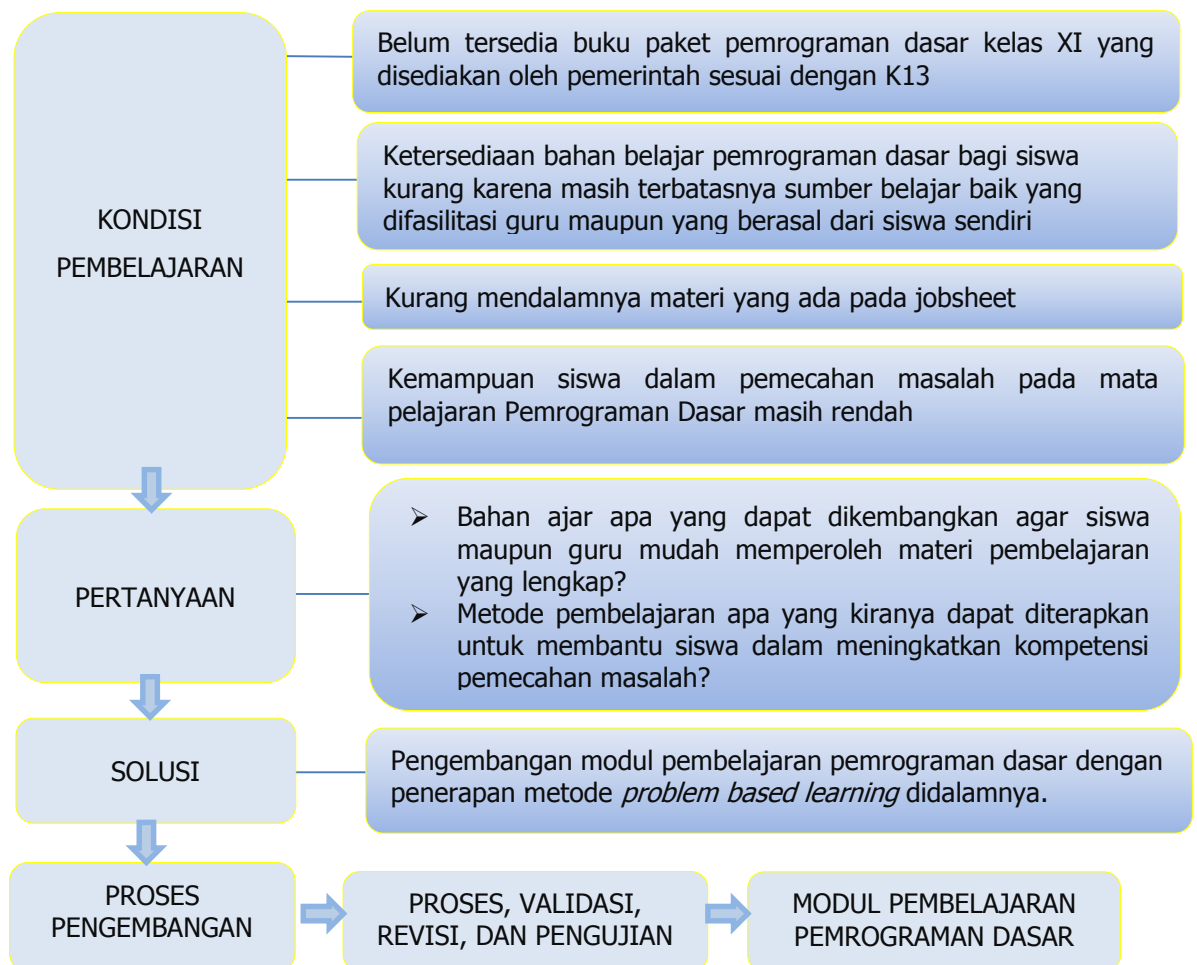 KONDISI
PEMBELAJARAN
Belum tersedia buku paket pemrograman dasar kelas XI yang
disediakan oleh pemerintah sesuai dengan K13
Ketersediaan bahan belajar pemrograman dasar bagi siswa
kurang karena masih terbatasnya sumber belajar baik yang
difasilitasi guru maupun yang berasal dari siswa sendiri
Kurang mendalamnya materi yang ada pada jobsheet
Kemampuan siswa dalam pemecahan masalah pada mata
pelajaran Pemrograman Dasar masih rendah
PERTANYAAN
➢ Bahan ajar apa yang dapat dikembangkan agar siswa
maupun guru mudah memperoleh materi pembelajaran
yang lengkap?
➢ Metode pembelajaran apa yang kiranya dapat diterapkan
untuk membantu siswa dalam meningkatkan kompetensi
pemecahan masalah?
SOLUSI
Pengembangan modul pembelajaran pemrograman dasar dengan
penerapan metode problem based learning didalamnya.
PROSES
PENGEMBANGAN
PROSES, VALIDASI,
REVISI, DAN PENGUJIAN
MODUL PEMBELAJARAN
PEMROGRAMAN DASAR